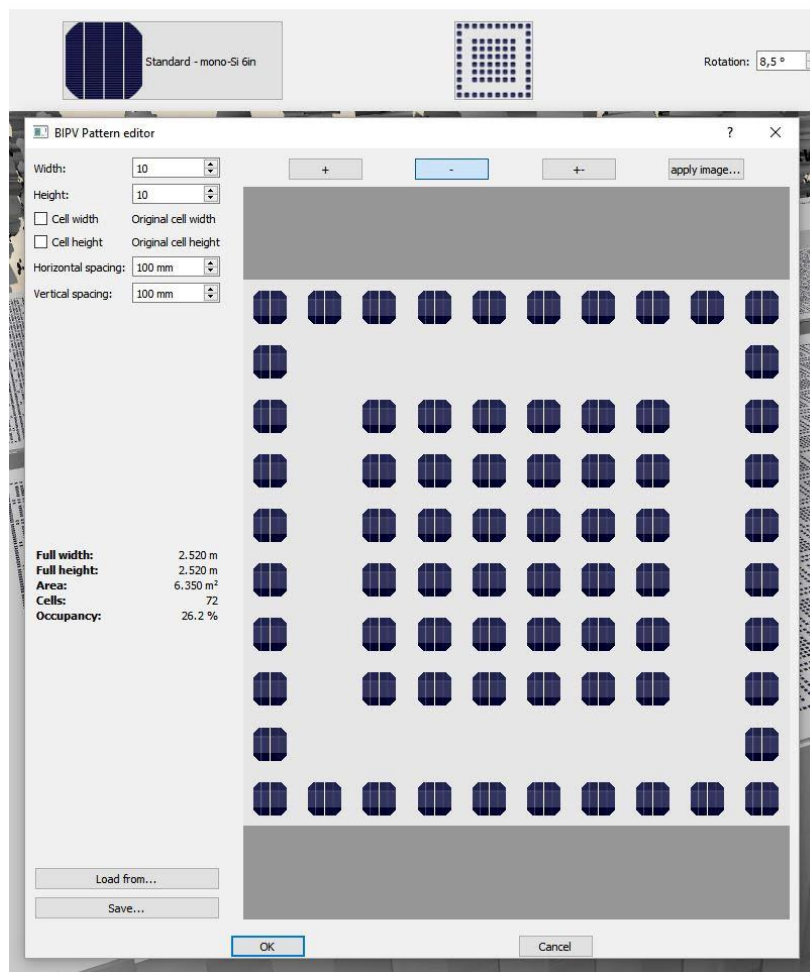 Standard - mono-Si 6in
Rotation: 8,5 °
BIPV Pattern editor
?
Width: 10
+ - +- apply image...
Height: 10
Cell width Original cell width
Cell height Original cell height
Horizontal spacing: 100 mm
Vertical spacing: 100 mm
Full width: 2.520 m
Full height: 2.520 m
Area: 6.350 m²
Cells: 72
Occupancy: 26.2 %
Load from...
Save...
OK Cancel